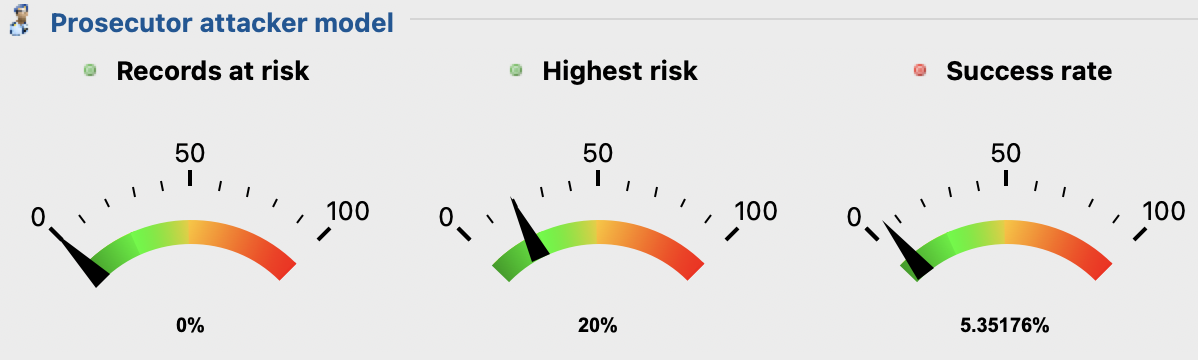 Prosecutor attacker model
Records at risk
Highest risk
Success rate
0 50 100
0 50 100
0 50 100
0%
20%
5.35176%